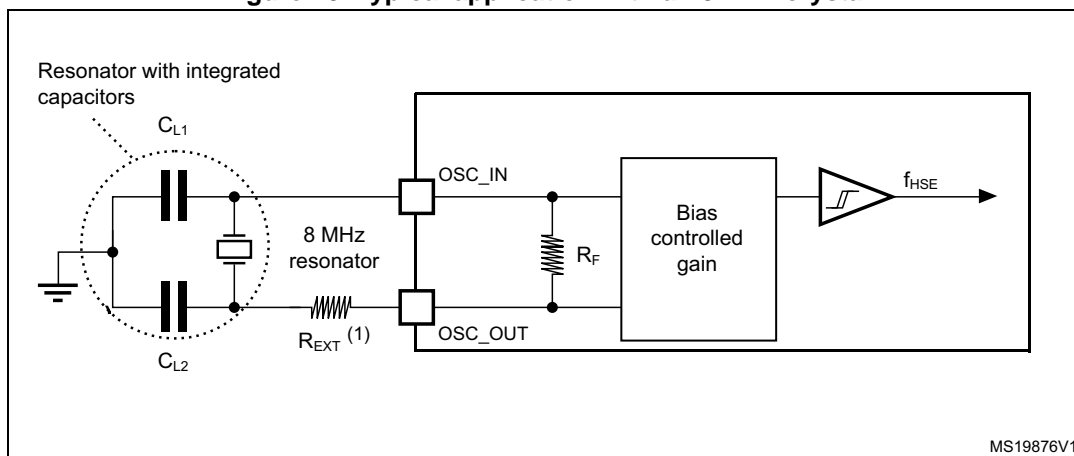 Resonator with integrated
capacitors
CL1
OSC_IN
fHSE
8 MHz
resonator
RF
Bias
controlled
gain
REXT (1)
OSC_OUT
CL2
MS19876V1